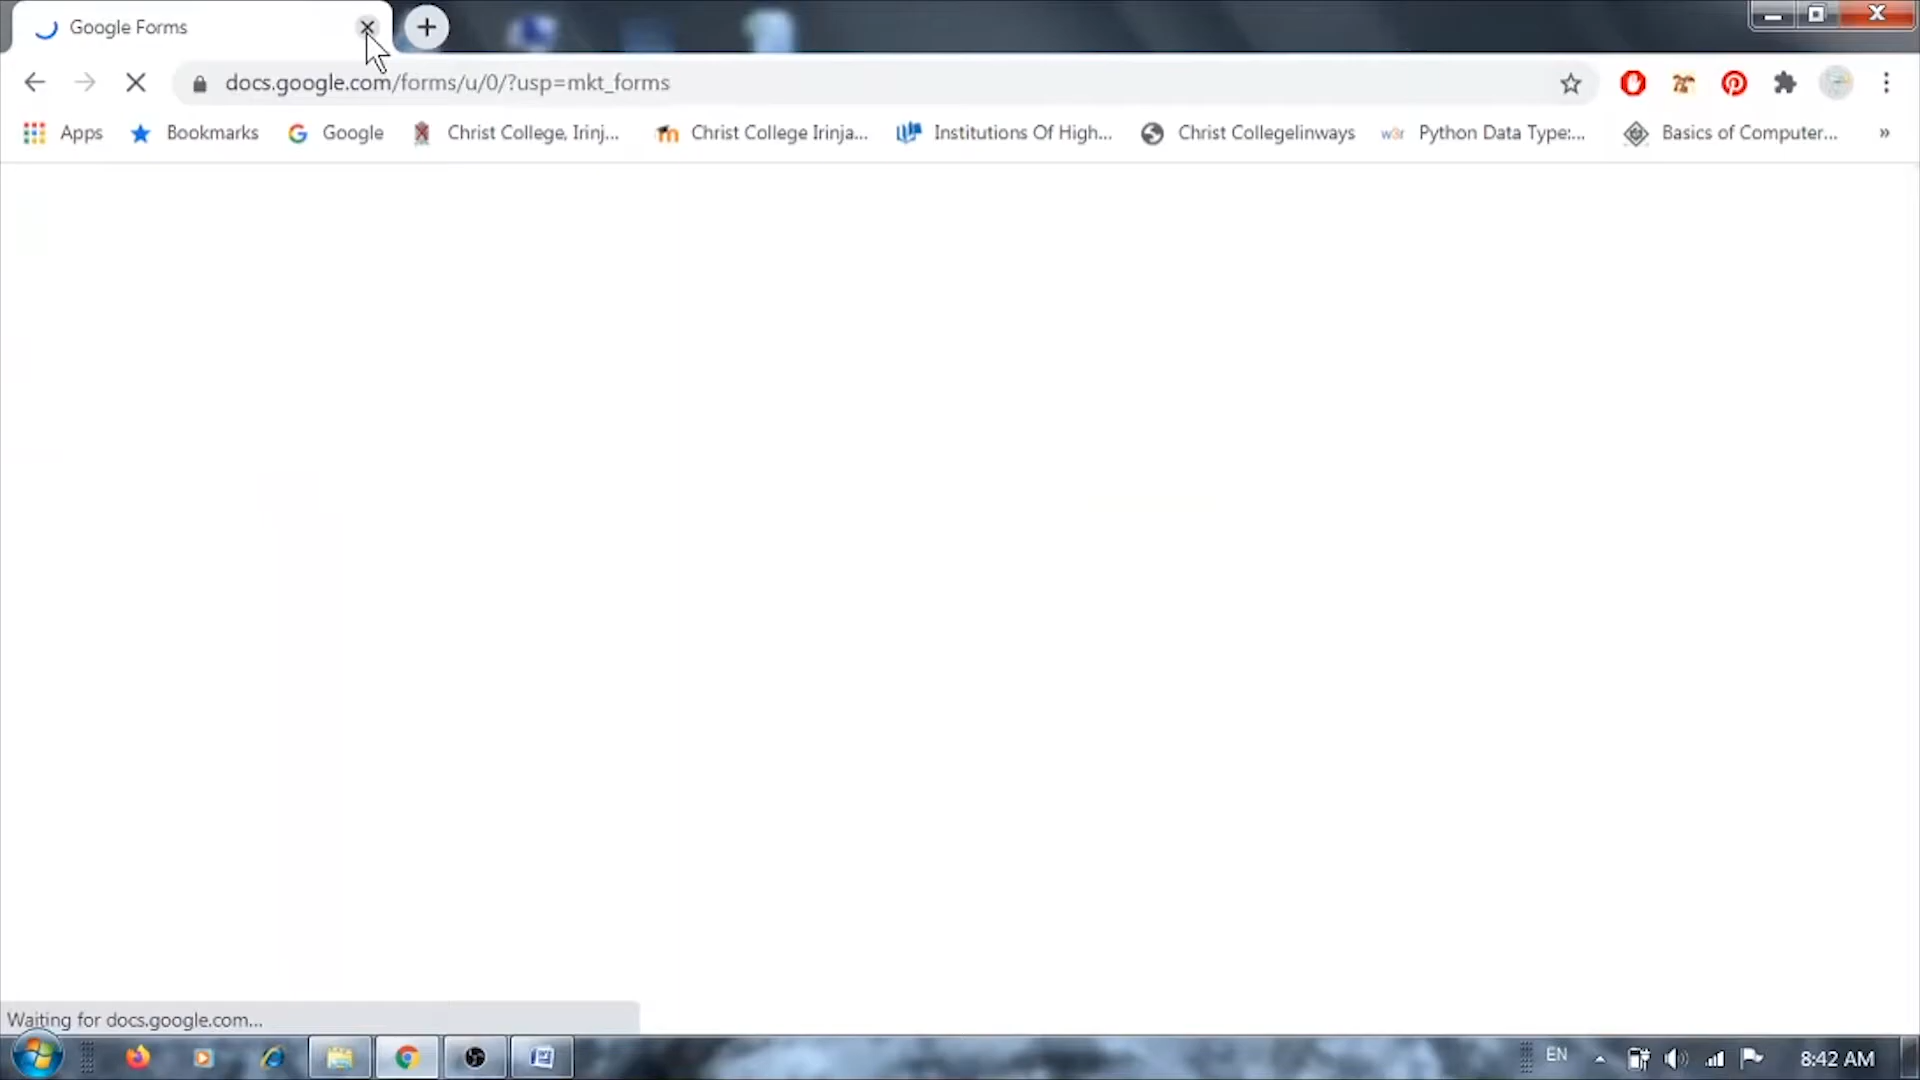 Google Forms
docs.google.com/forms/u/0/?usp=mkt_forms
Apps Bookmarks Google Christ College, Irinj... Christ College Irinja... Institutions Of High... Christ Collegelinways Python Data Type:... Basics of Computer... »
Waiting for docs.google.com...
EN 8:42 AM